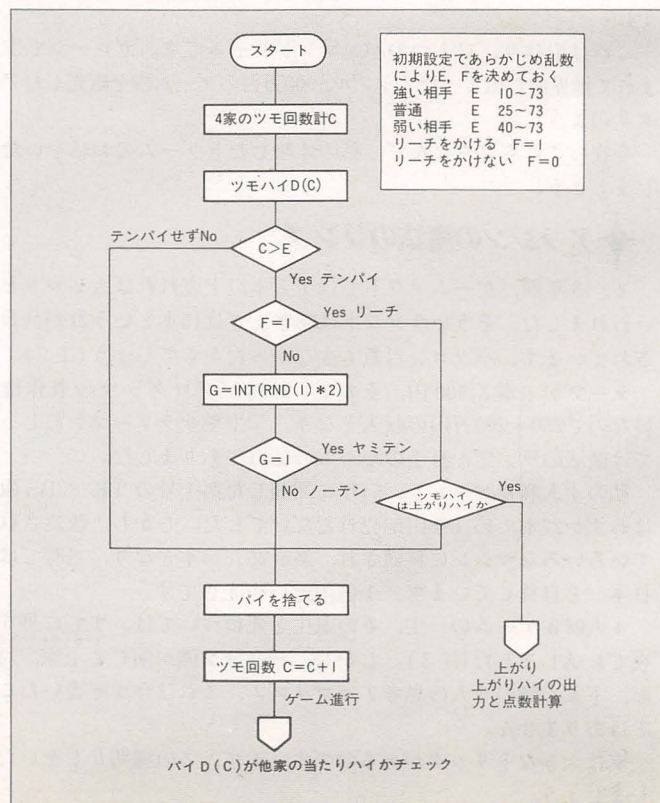 スタート
初期設定であらかじめ乱数
によりE，Fを決めておく
強い相手 E 10～73
普通 E 25～73
弱い相手 E 40～73
リーチをかける F＝1
リーチをかけない F＝0
4家のツモ回数計C
ツモハイD(C)
テンパイせずNo
C>E
Yes テンパイ
F＝1
Yes リーチ
No
G＝INT(RND(1)*2)
G＝1
Yes ヤミテン
No ノーテン
ツモハイ
は上がりハイか
Yes
パイを捨てる
ツモ回数 C＝C+1
ゲーム進行
上がり
上がりハイの出
力と点数計算
パイD(C)が他家の当たりハイかチェック